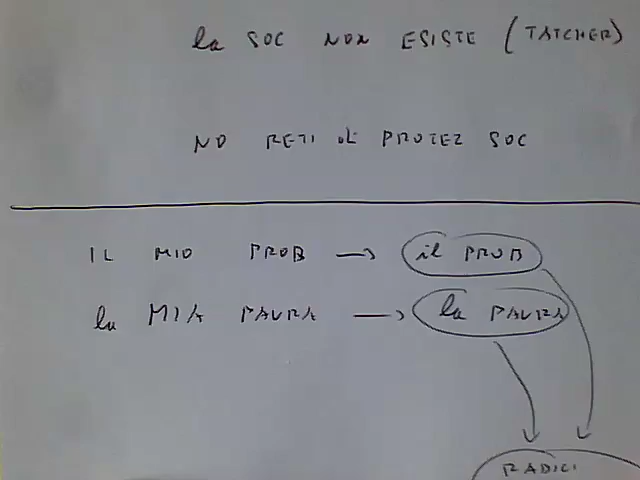 la SOC NON ESISTE (TATCHER)
NO RETI di PROTEZ SOC
IL MIO PROB → il PROB
la MIA PAURA → la PAURA
RADICI